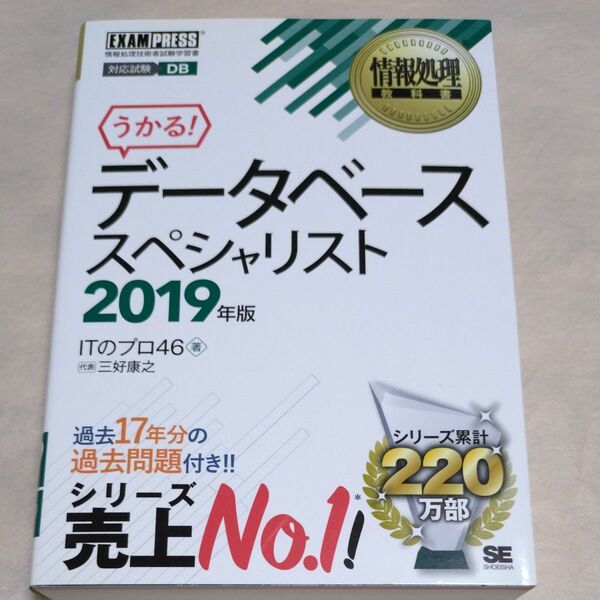 EXAMPRESS
情報処理技術者試験学習書
対応試験 DB
情報処理
教科書
うかる!
データベース
スペシャリスト
2019年版
ITのプロ46 著
代表 三好康之
過去17年分の
過去問題付き!!
シリーズ
売上No.1!*
シリーズ累計
220
万部
SE
SHOEISHA